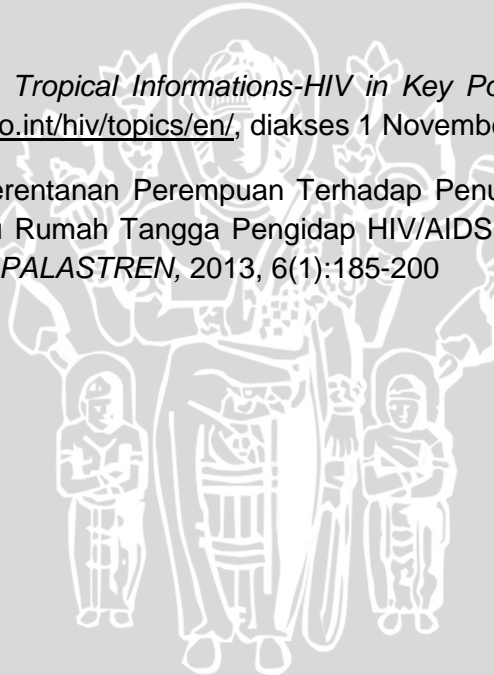 Tropical Informations-HIV in Key Po
o.int/hiv/topics/en/, diakses 1 Novembe
erentanan Perempuan Terhadap Penu
Rumah Tangga Pengidap HIV/AIDS
PALASTREN, 2013, 6(1):185-200